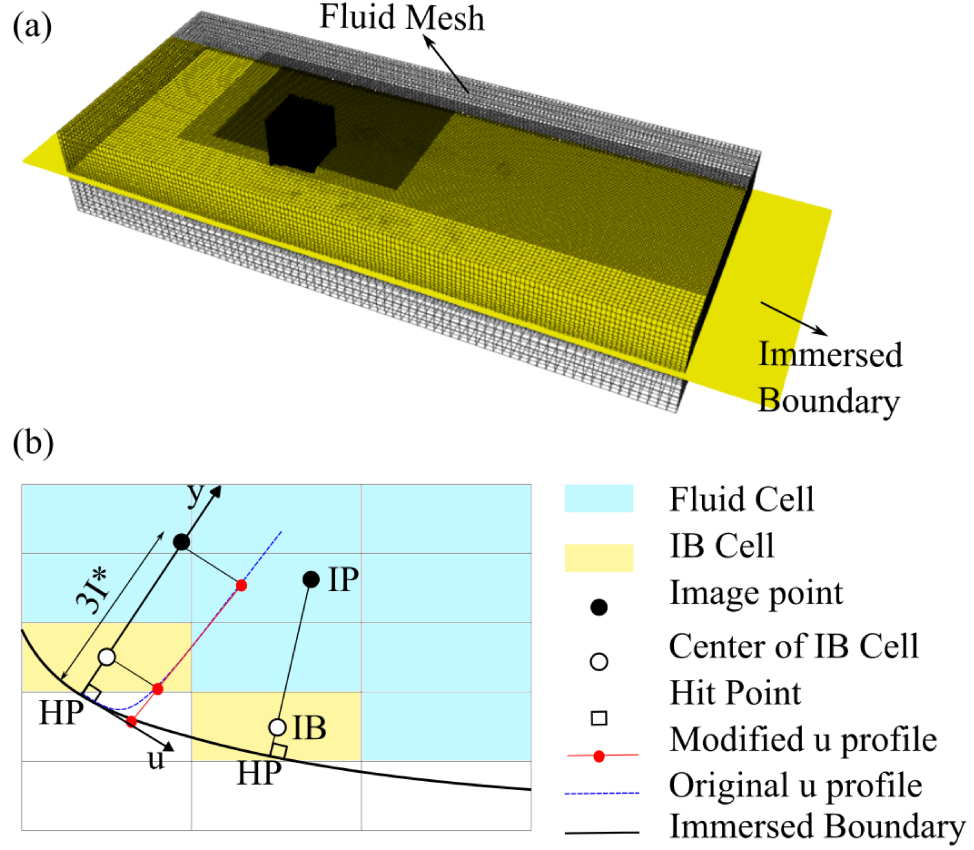 (a)
Fluid Mesh
Immersed
Boundary
(b)
y
3I*
IP
HP
IB
u
HP
Fluid Cell
IB Cell
Image point
Center of IB Cell
Hit Point
Modified u profile
Original u profile
Immersed Boundary